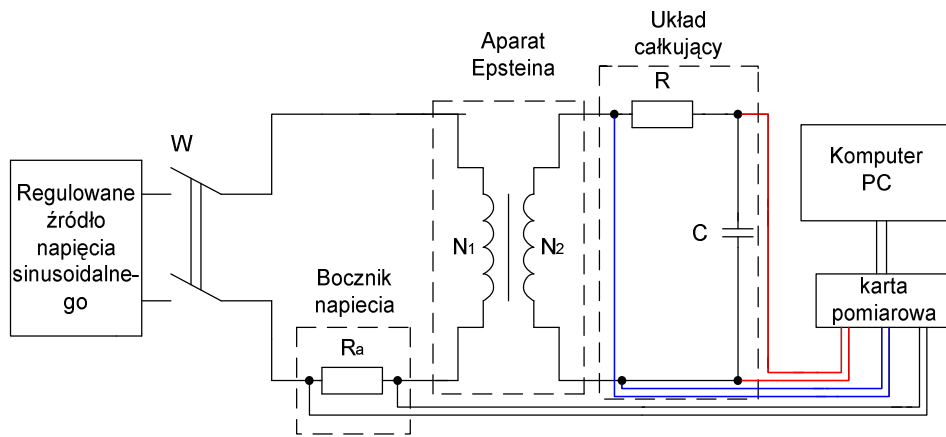 Aparat
Epsteina
Układ
całkujący
R
W
Regulowane
źródło
napięcia
sinusoidalne-
go
N1
N2
C
Komputer
PC
karta
pomiarowa
Bocznik
napiecia
Ra